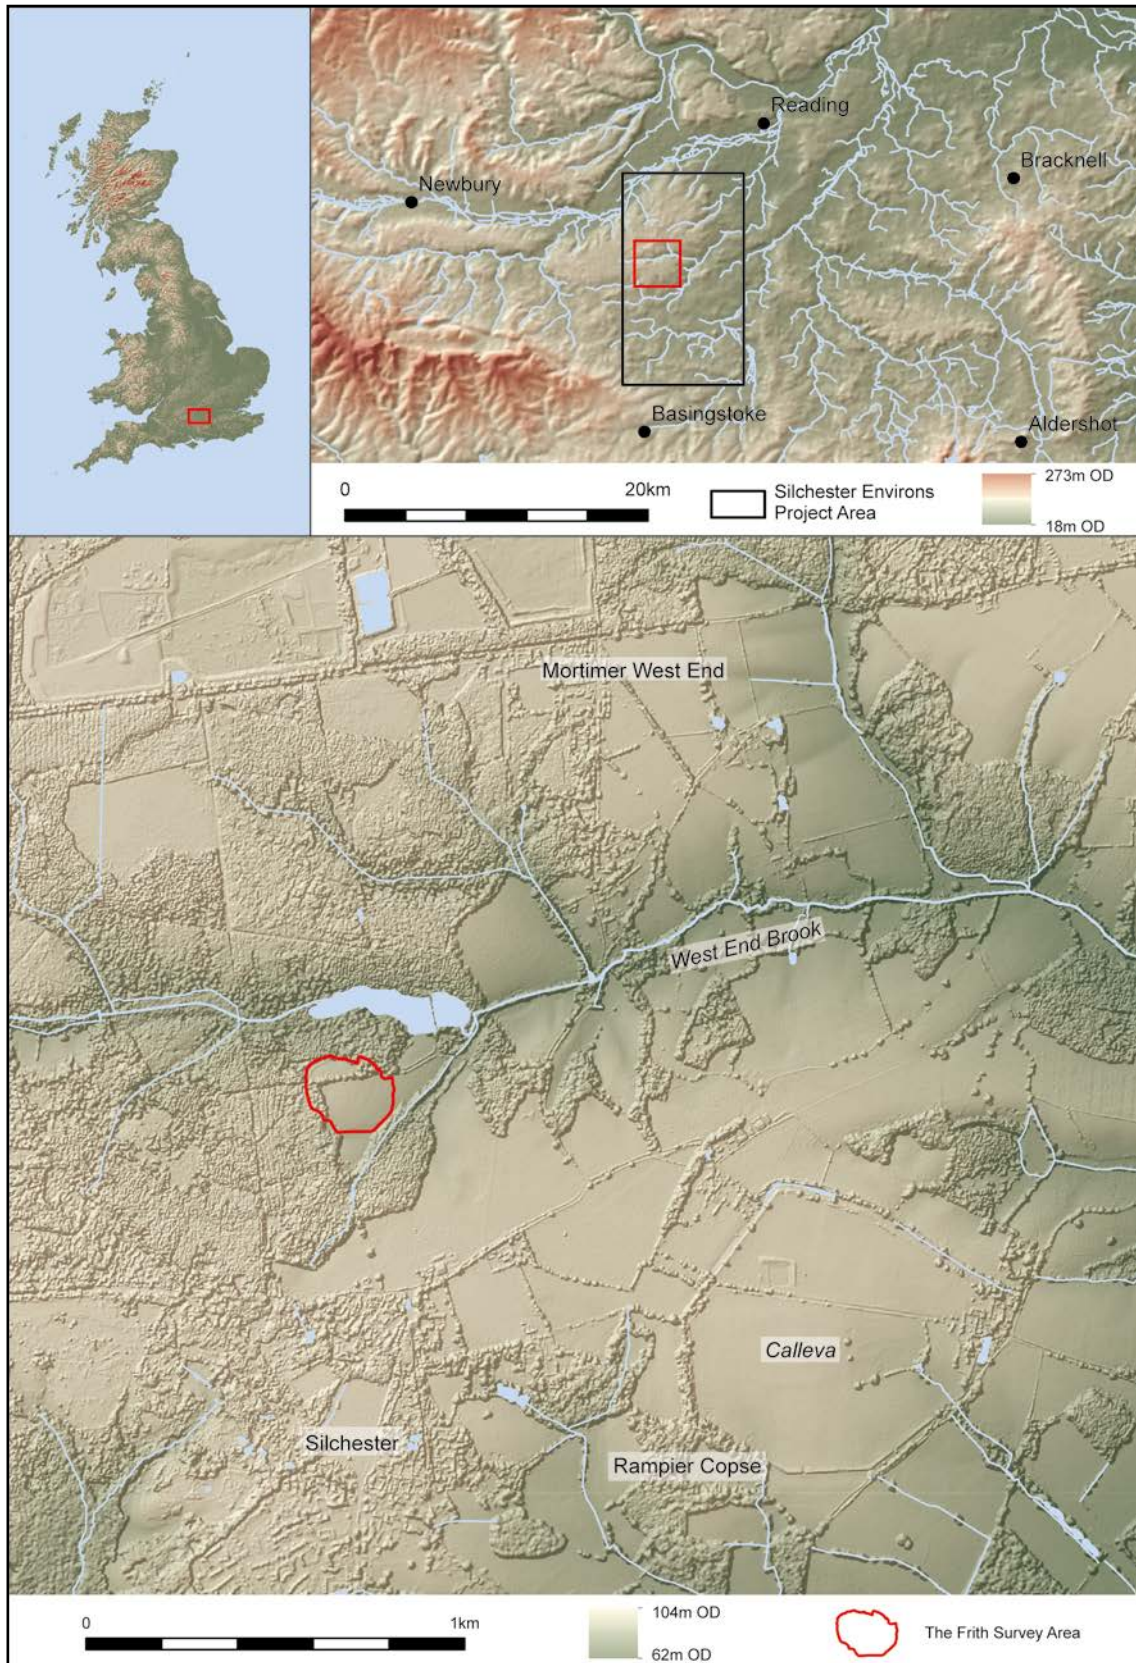 Reading
Bracknell
Newbury
Basingstoke
Aldershot
0
20km
Silchester Environs
Project Area
273m OD
18m OD
Mortimer West End
West End Brook
Calleva
Silchester
Rampier Copse
0
1km
104m OD
62m OD
The Frith Survey Area